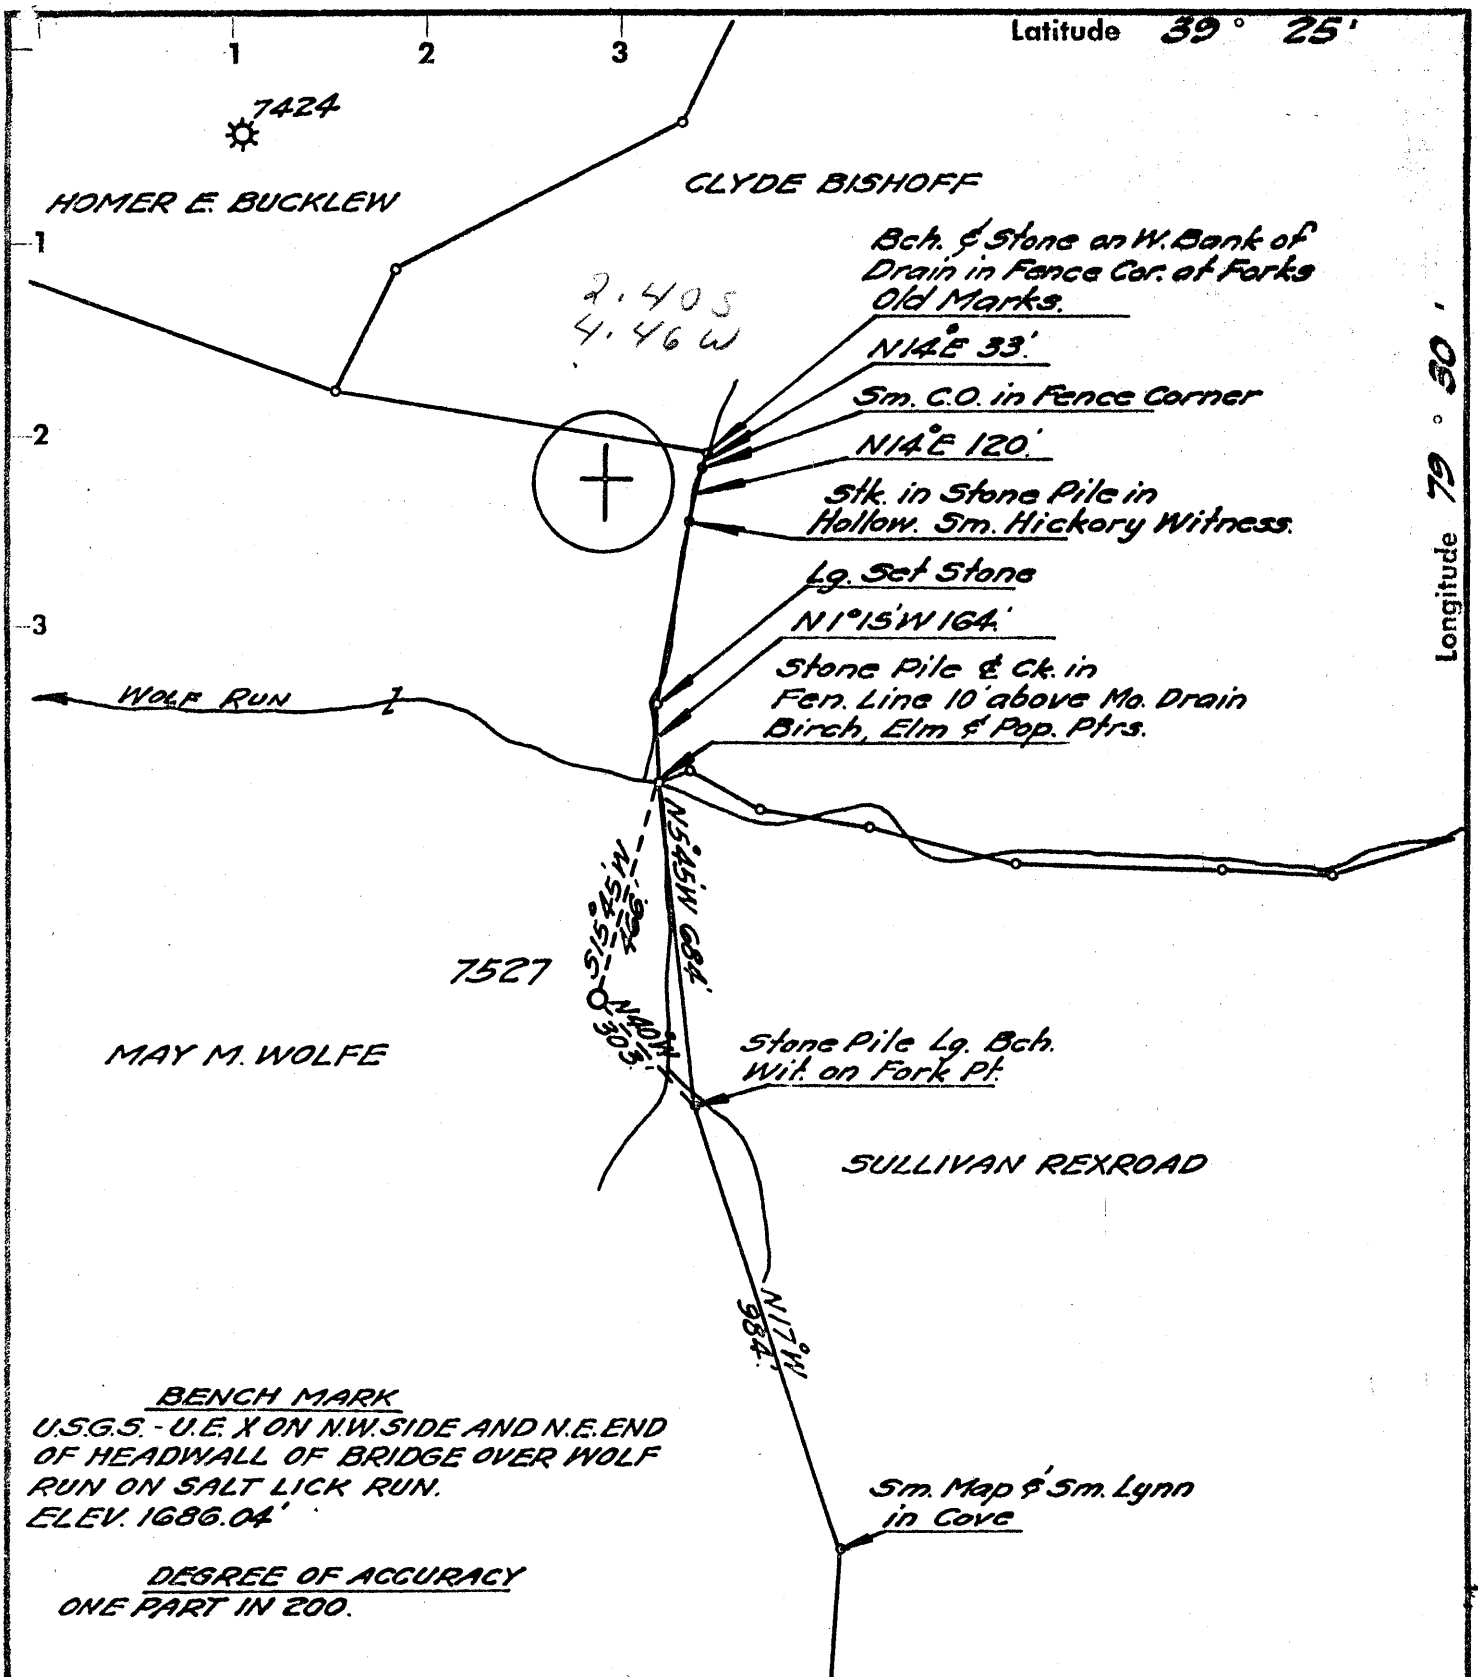 Latitude 39° 25'
1 2 3
7424
HOMER E. BUCKLEW
CLYDE BISHOFF
1
Bch. & Stone on W. Bank of
Drain in Fence Cor. at Forks
Old Marks.
2.40 S
4.46 W
N14°E 33'.
Longitude 79° 50'
Sm. C.O. in Fence Corner
2
N14°E 120'.
Stk. in Stone Pile in
Hollow. Sm. Hickory Witness.
Lg. Set Stone
3
N1°15'W 164'.
Stone Pile & Ck. in
Fen. Line 10' above Mo. Drain
Birch, Elm & Pop. Ptrs.
WOLF RUN
N5°45'W 684'.
S15°45'W
7527
N40°W
303'.
MAY M. WOLFE
Stone Pile Lg. Bch.
Wit. on Fork Pt.
SULLIVAN REXROAD
N17°W
984'.
BENCH MARK
U.S.G.S. - U.E. X ON N.W. SIDE AND N.E. END
OF HEADWALL OF BRIDGE OVER WOLF
RUN ON SALT LICK RUN.
ELEV. 1686.04'
Sm. Map & Sm. Lynn
in Cove
DEGREE OF ACCURACY
ONE PART IN 200.